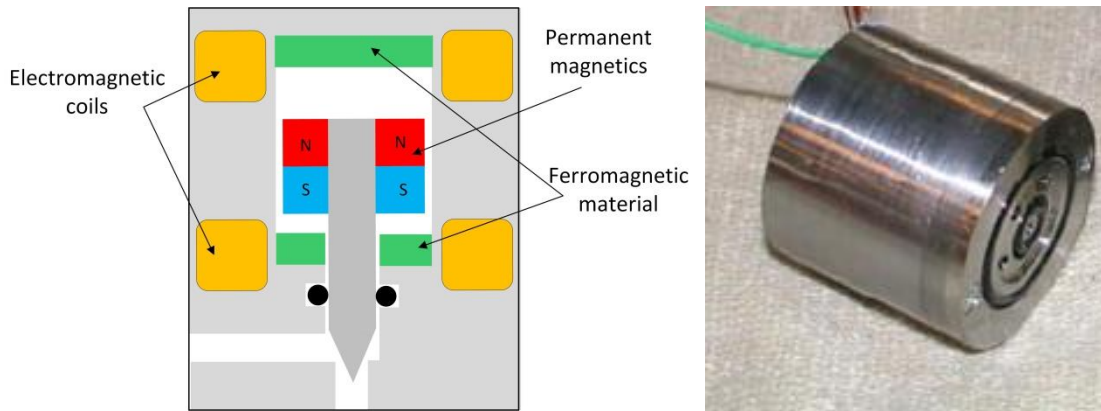 Electromagnetic
coils
Permanent
magnetics
N
N
S
S
Ferromagnetic
material